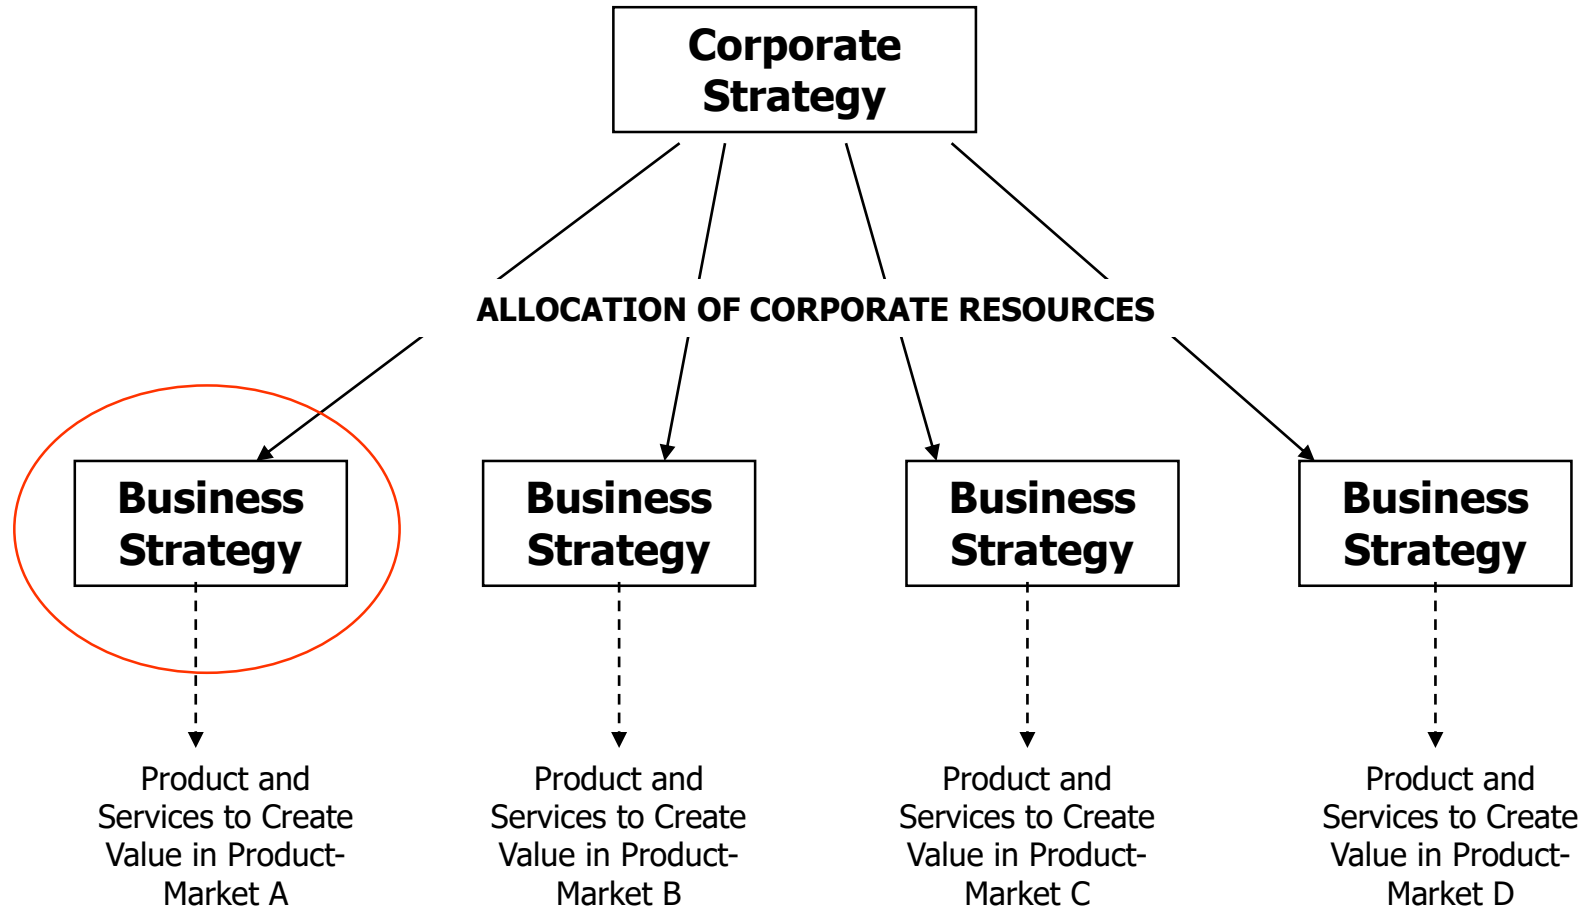 Corporate
Strategy
ALLOCATION OF CORPORATE RESOURCES
Business
Strategy
Business
Strategy
Business
Strategy
Business
Strategy
Product and
Services to Create
Value in Product-
Market A
Product and
Services to Create
Value in Product-
Market B
Product and
Services to Create
Value in Product-
Market C
Product and
Services to Create
Value in Product-
Market D